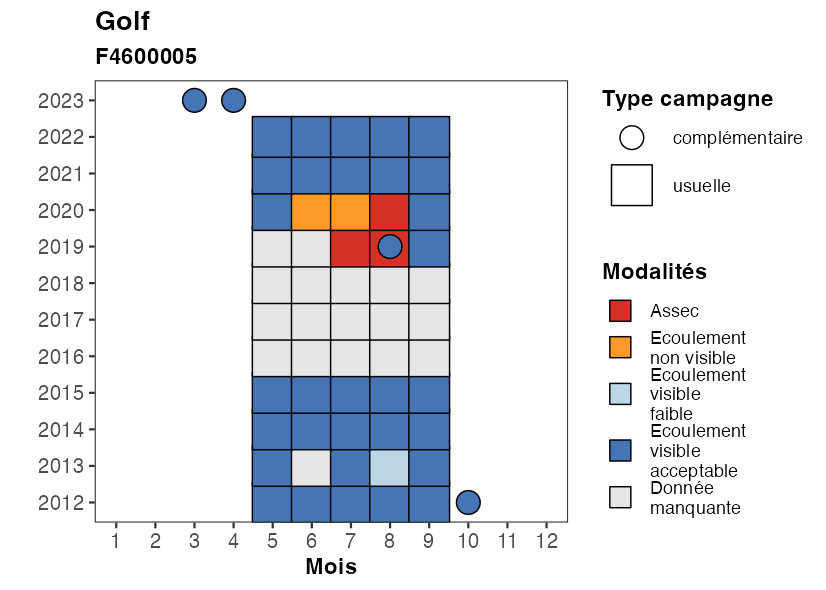 Golf
F4600005
2023
2022
2021
2020
2019
2018
2017
2016
2015
2014
2013
2012
1 2 3 4 5 6 7 8 9 10 11 12
Mois
Type campagne
complémentaire
usuelle
Modalités
Assec
Ecoulement
non visible
Ecoulement
visible
faible
Ecoulement
visible
acceptable
Donnée
manquante